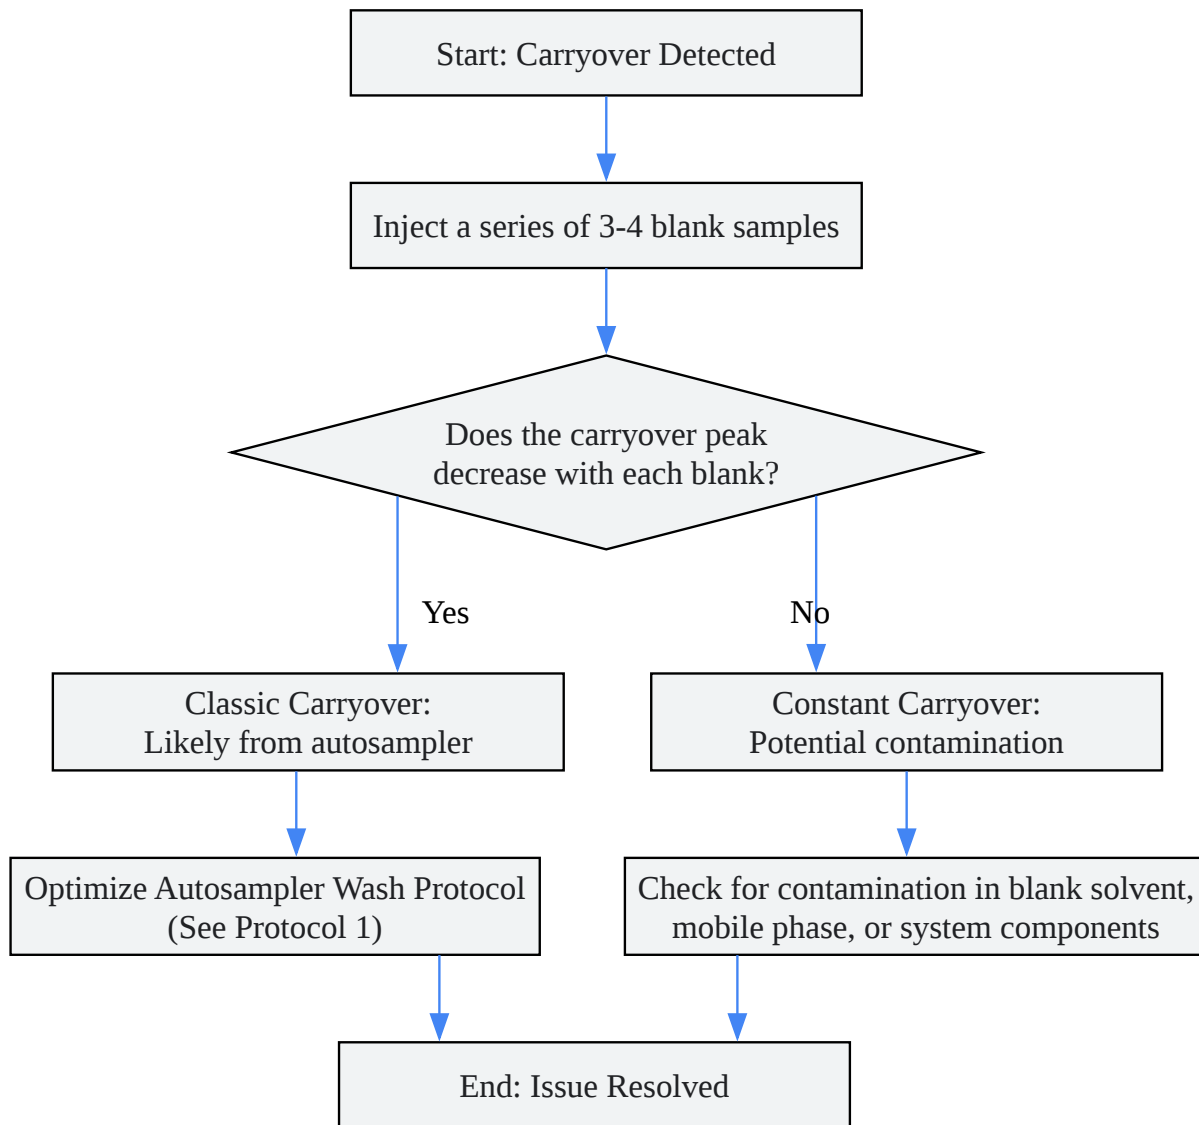 Start: Carryover Detected
Inject a series of 3-4 blank samples
Does the carryover peak
decrease with each blank?
Yes
No
Classic Carryover:
Likely from autosampler
Constant Carryover:
Potential contamination
Optimize Autosampler Wash Protocol
(See Protocol 1)
Check for contamination in blank solvent,
mobile phase, or system components
End: Issue Resolved